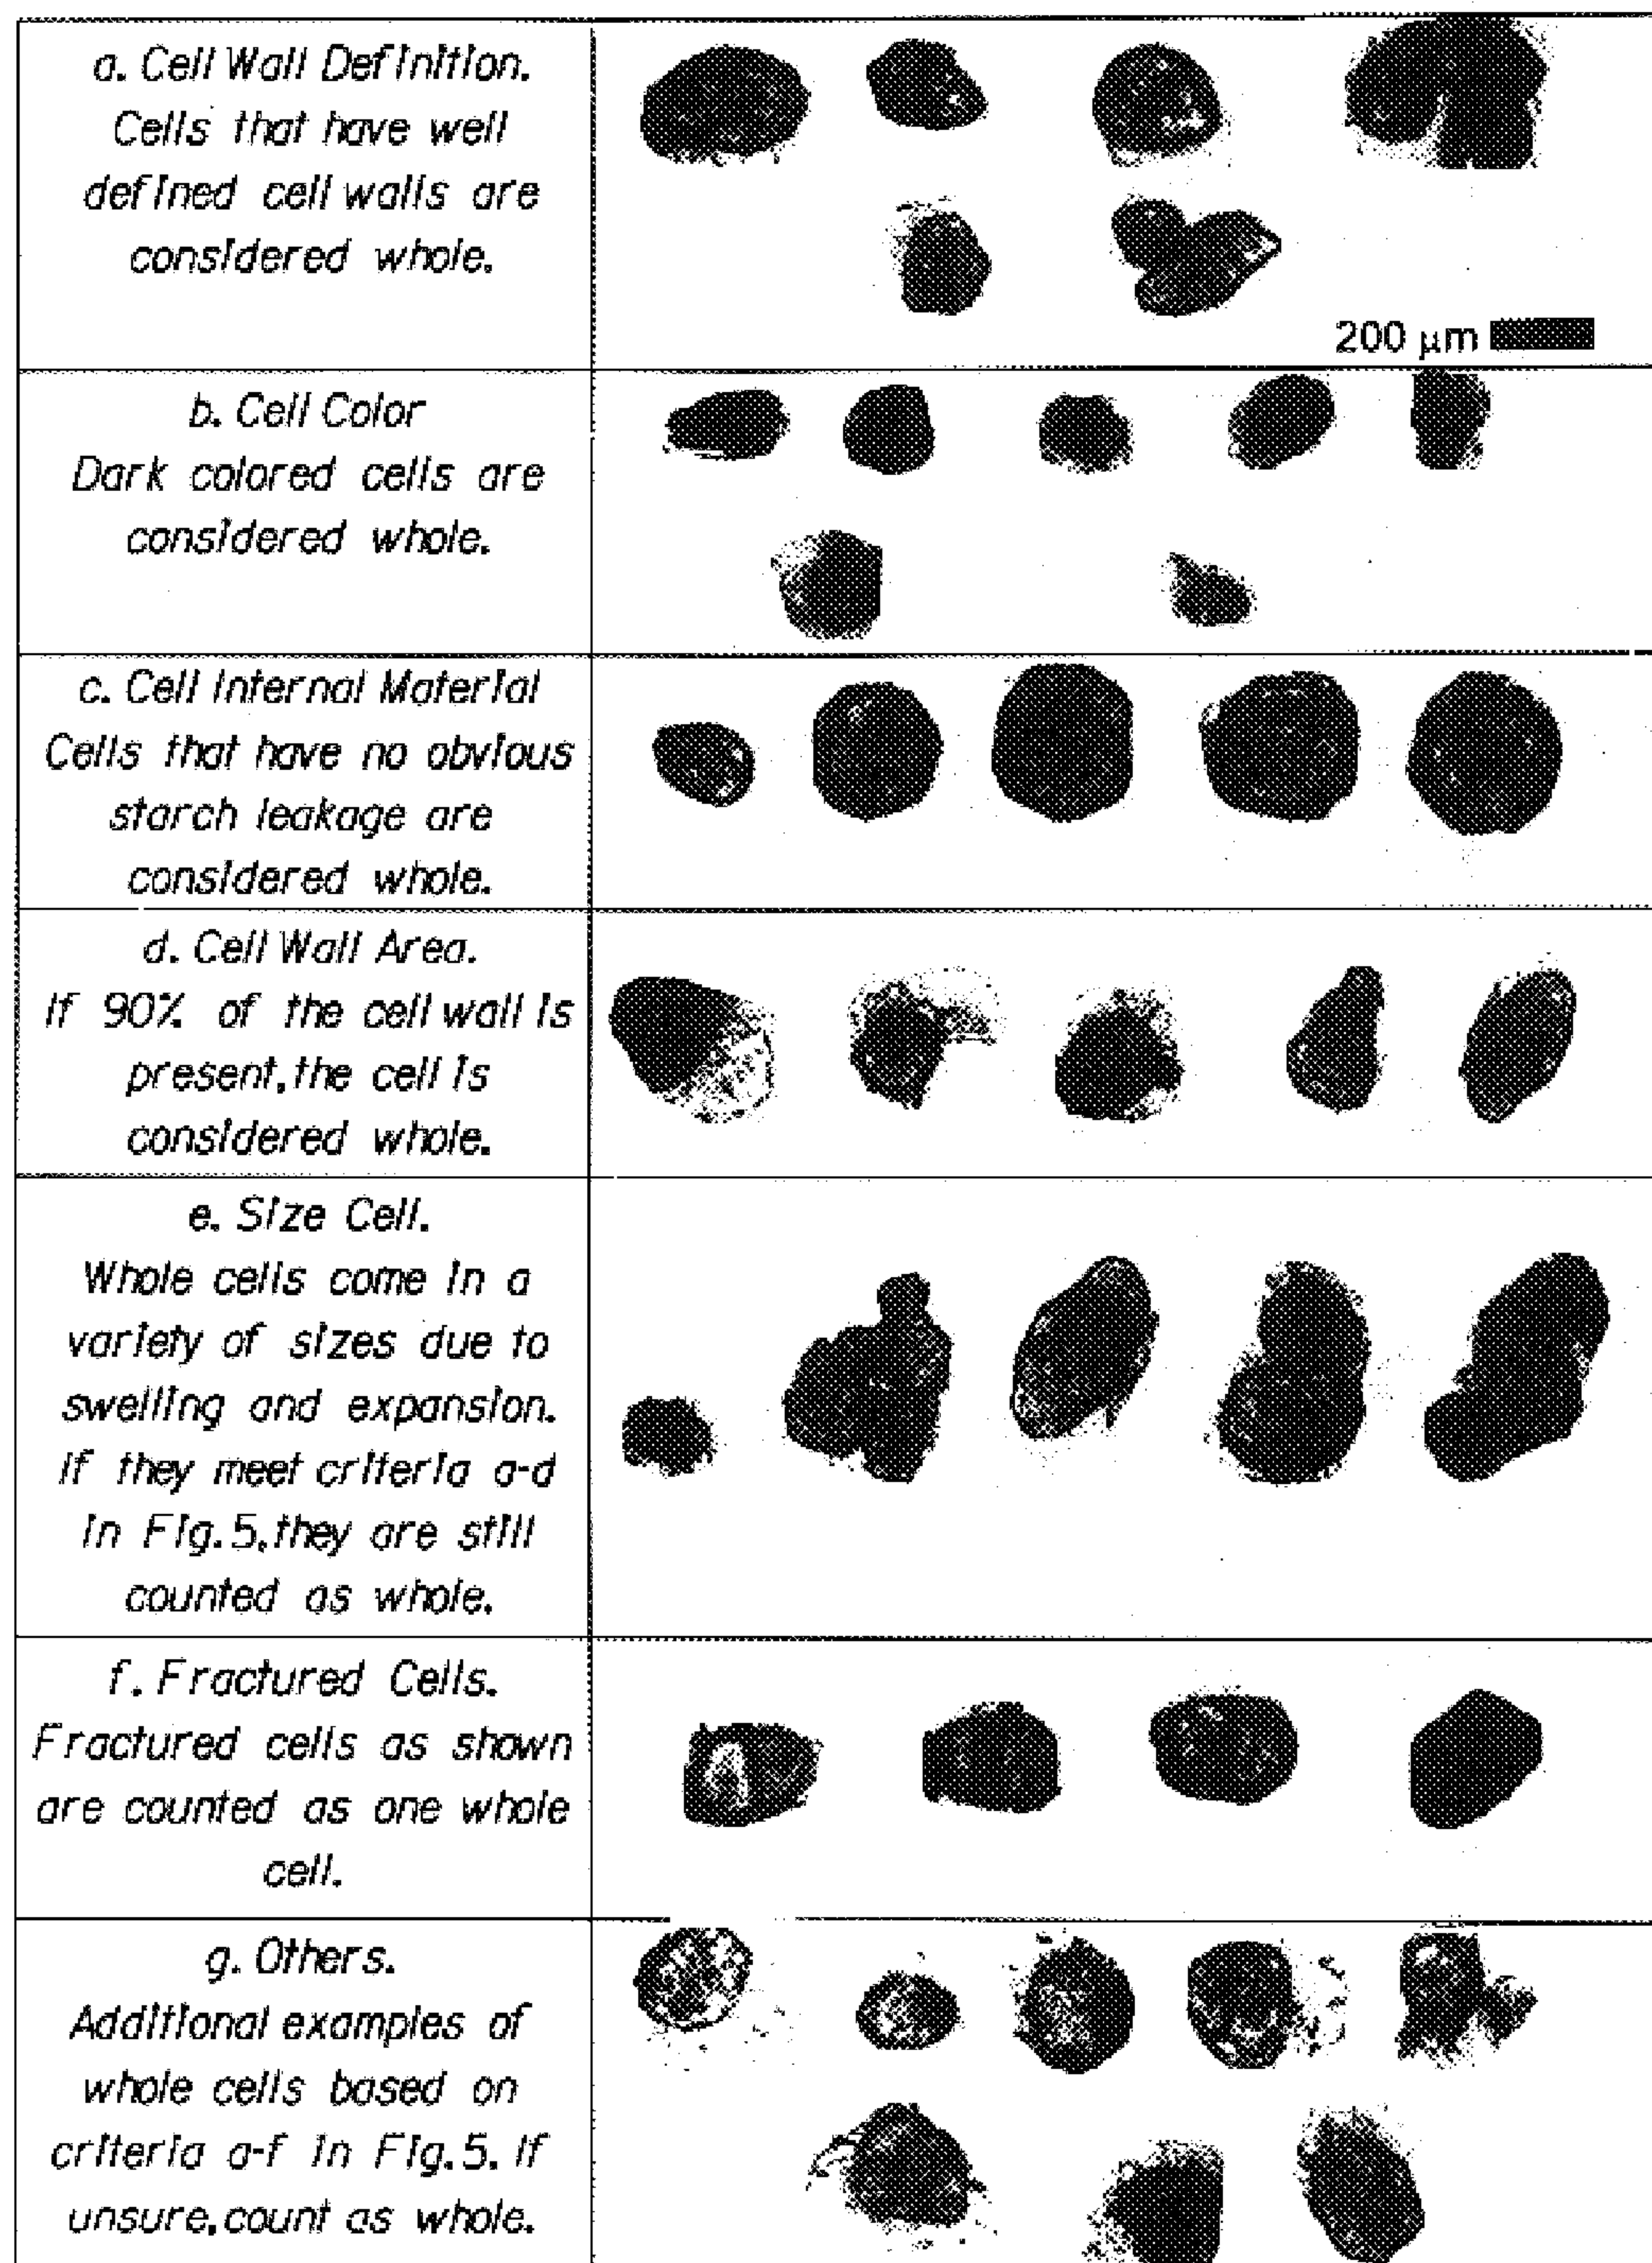 a. Cell Wall Definition.
Cells that have well
defined cell walls are
considered whole.
200 μm
b. Cell Color
Dark colored cells are
considered whole.
c. Cell Internal Material
Cells that have no obvious
starch leakage are
considered whole.
d. Cell Wall Area.
If 90% of the cell wall is
present, the cell is
considered whole.
e. Size Cell.
Whole cells come in a
variety of sizes due to
swelling and expansion.
If they meet criteria a-d
in Fig. 5, they are still
counted as whole.
f. Fractured Cells.
Fractured cells as shown
are counted as one whole
cell.
g. Others.
Additional examples of
whole cells based on
criteria a-f in Fig. 5. If
unsure, count as whole.